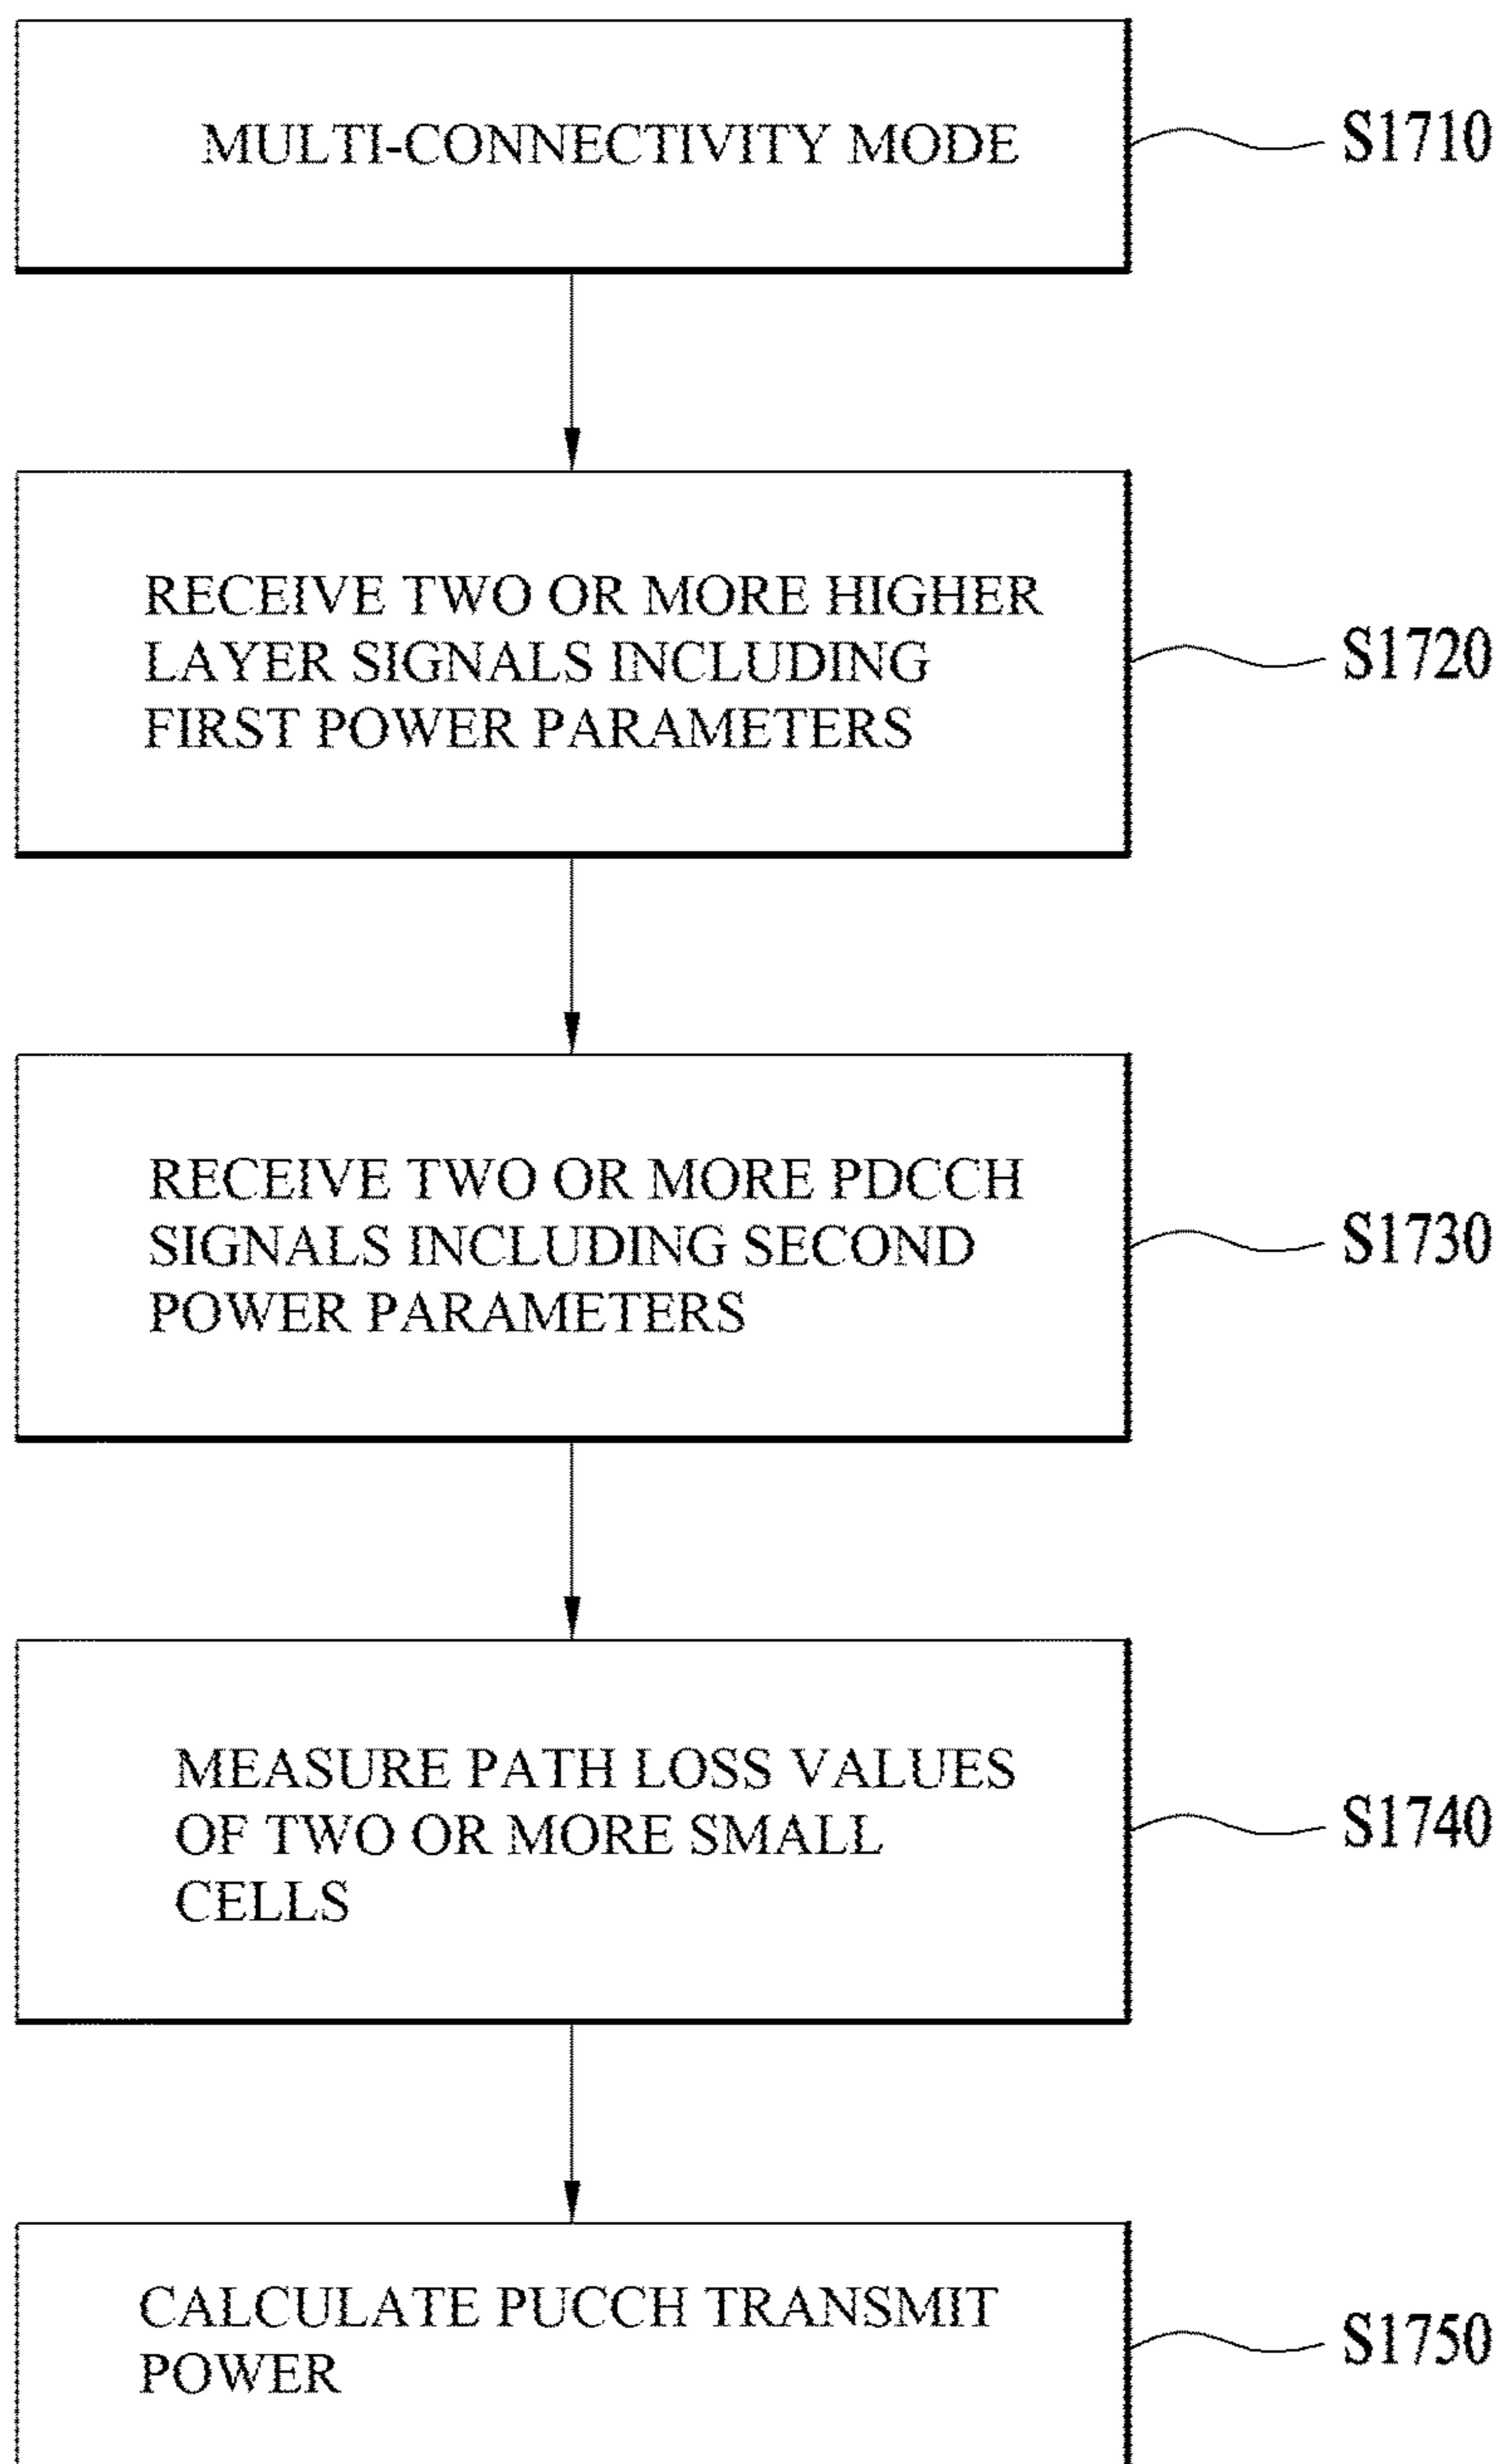 MULTI-CONNECTIVITY MODE
S1710
RECEIVE TWO OR MORE HIGHER
LAYER SIGNALS INCLUDING
FIRST POWER PARAMETERS
S1720
RECEIVE TWO OR MORE PDCCH
SIGNALS INCLUDING SECOND
POWER PARAMETERS
S1730
MEASURE PATH LOSS VALUES
OF TWO OR MORE SMALL
CELLS
S1740
CALCULATE PUCCH TRANSMIT
POWER
S1750